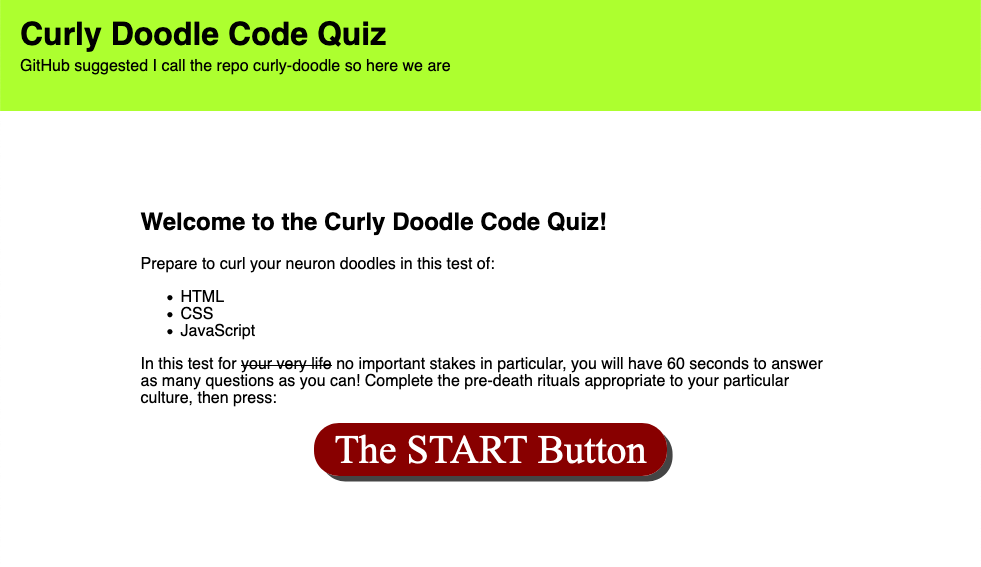 Curly Doodle Code Quiz
GitHub suggested I call the repo curly-doodle so here we are
Welcome to the Curly Doodle Code Quiz!
Prepare to curl your neuron doodles in this test of:
• HTML
• CSS
• JavaScript
In this test for your very life no important stakes in particular, you will have 60 seconds to answer
as many questions as you can! Complete the pre-death rituals appropriate to your particular
culture, then press:
The START Button